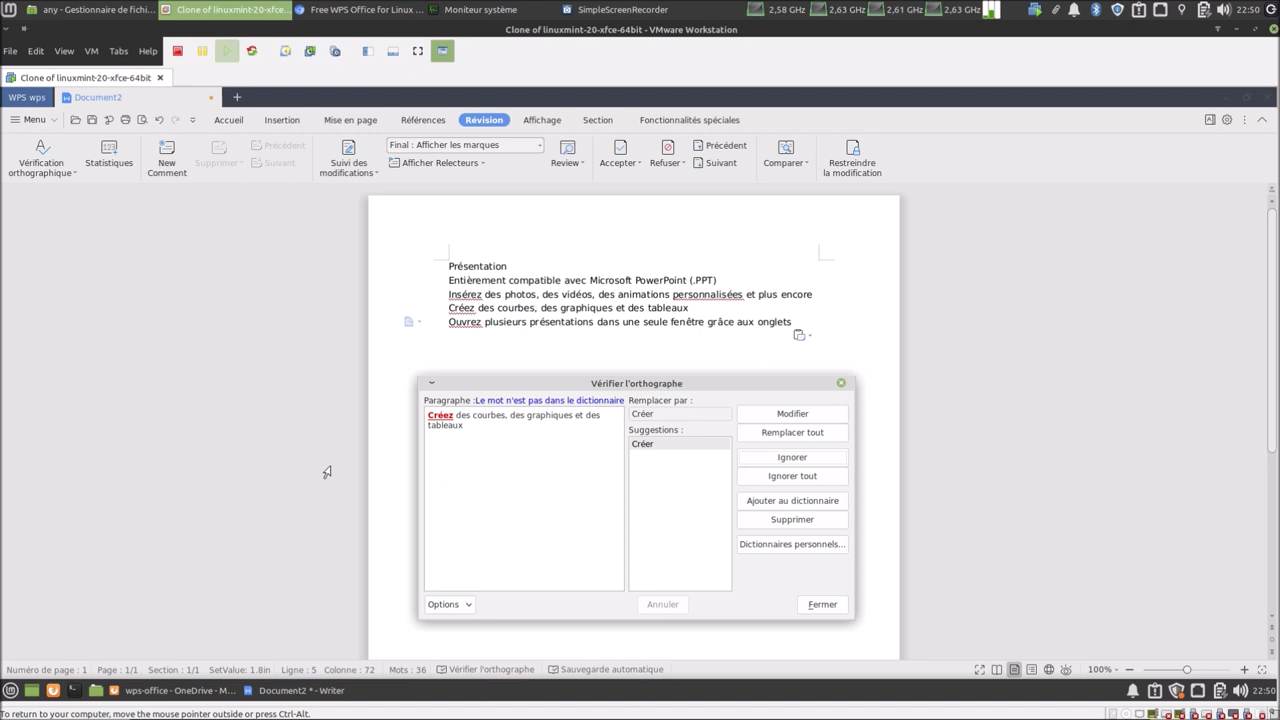 any - Gestionnaire de fichi...
Clone of linuxmint-20-xfce...
Free WPS Office for Linux ...
Moniteur système
SimpleScreenRecorder
2,58 GHz
2,63 GHz
2,61 GHz
2,63 GHz
22:50
Clone of linuxmint-20-xfce-64bit - VMware Workstation
File Edit View VM Tabs Help
Clone of linuxmint-20-xfce-64bit
WPS wps
Document2
Menu
Accueil Insertion Mise en page Références Révision Affichage Section Fonctionnalités spéciales
Vérification orthographique
Statistiques
New Comment
Supprimer
Précédent
Suivant
Suivi des modifications
Final : Afficher les marques
Afficher Relecteurs
Review
Accepter
Refuser
Précédent
Suivant
Comparer
Restreindre la modification
Présentation
Entièrement compatible avec Microsoft PowerPoint (.PPT)
Insérez des photos, des vidéos, des animations personnalisées et plus encore
Créez des courbes, des graphiques et des tableaux
Ouvrez plusieurs présentations dans une seule fenêtre grâce aux onglets
Vérifier l'orthographe
Paragraphe :Le mot n'est pas dans le dictionnaire
Créez des courbes, des graphiques et des
tableaux
Remplacer par :
Créer
Suggestions :
Créer
Modifier
Remplacer tout
Ignorer
Ignorer tout
Ajouter au dictionnaire
Supprimer
Dictionnaires personnels...
Options
Annuler
Fermer
Numéro de page : 1 Page : 1/1 Section : 1/1 SetValue: 1.8in Ligne : 5 Colonne : 72 Mots : 36 Vérifier l'orthographe Sauvegarde automatique
100%
wps-office - OneDrive - M...
Document2 * - Writer
22:50
To return to your computer, move the mouse pointer outside or press Ctrl-Alt.